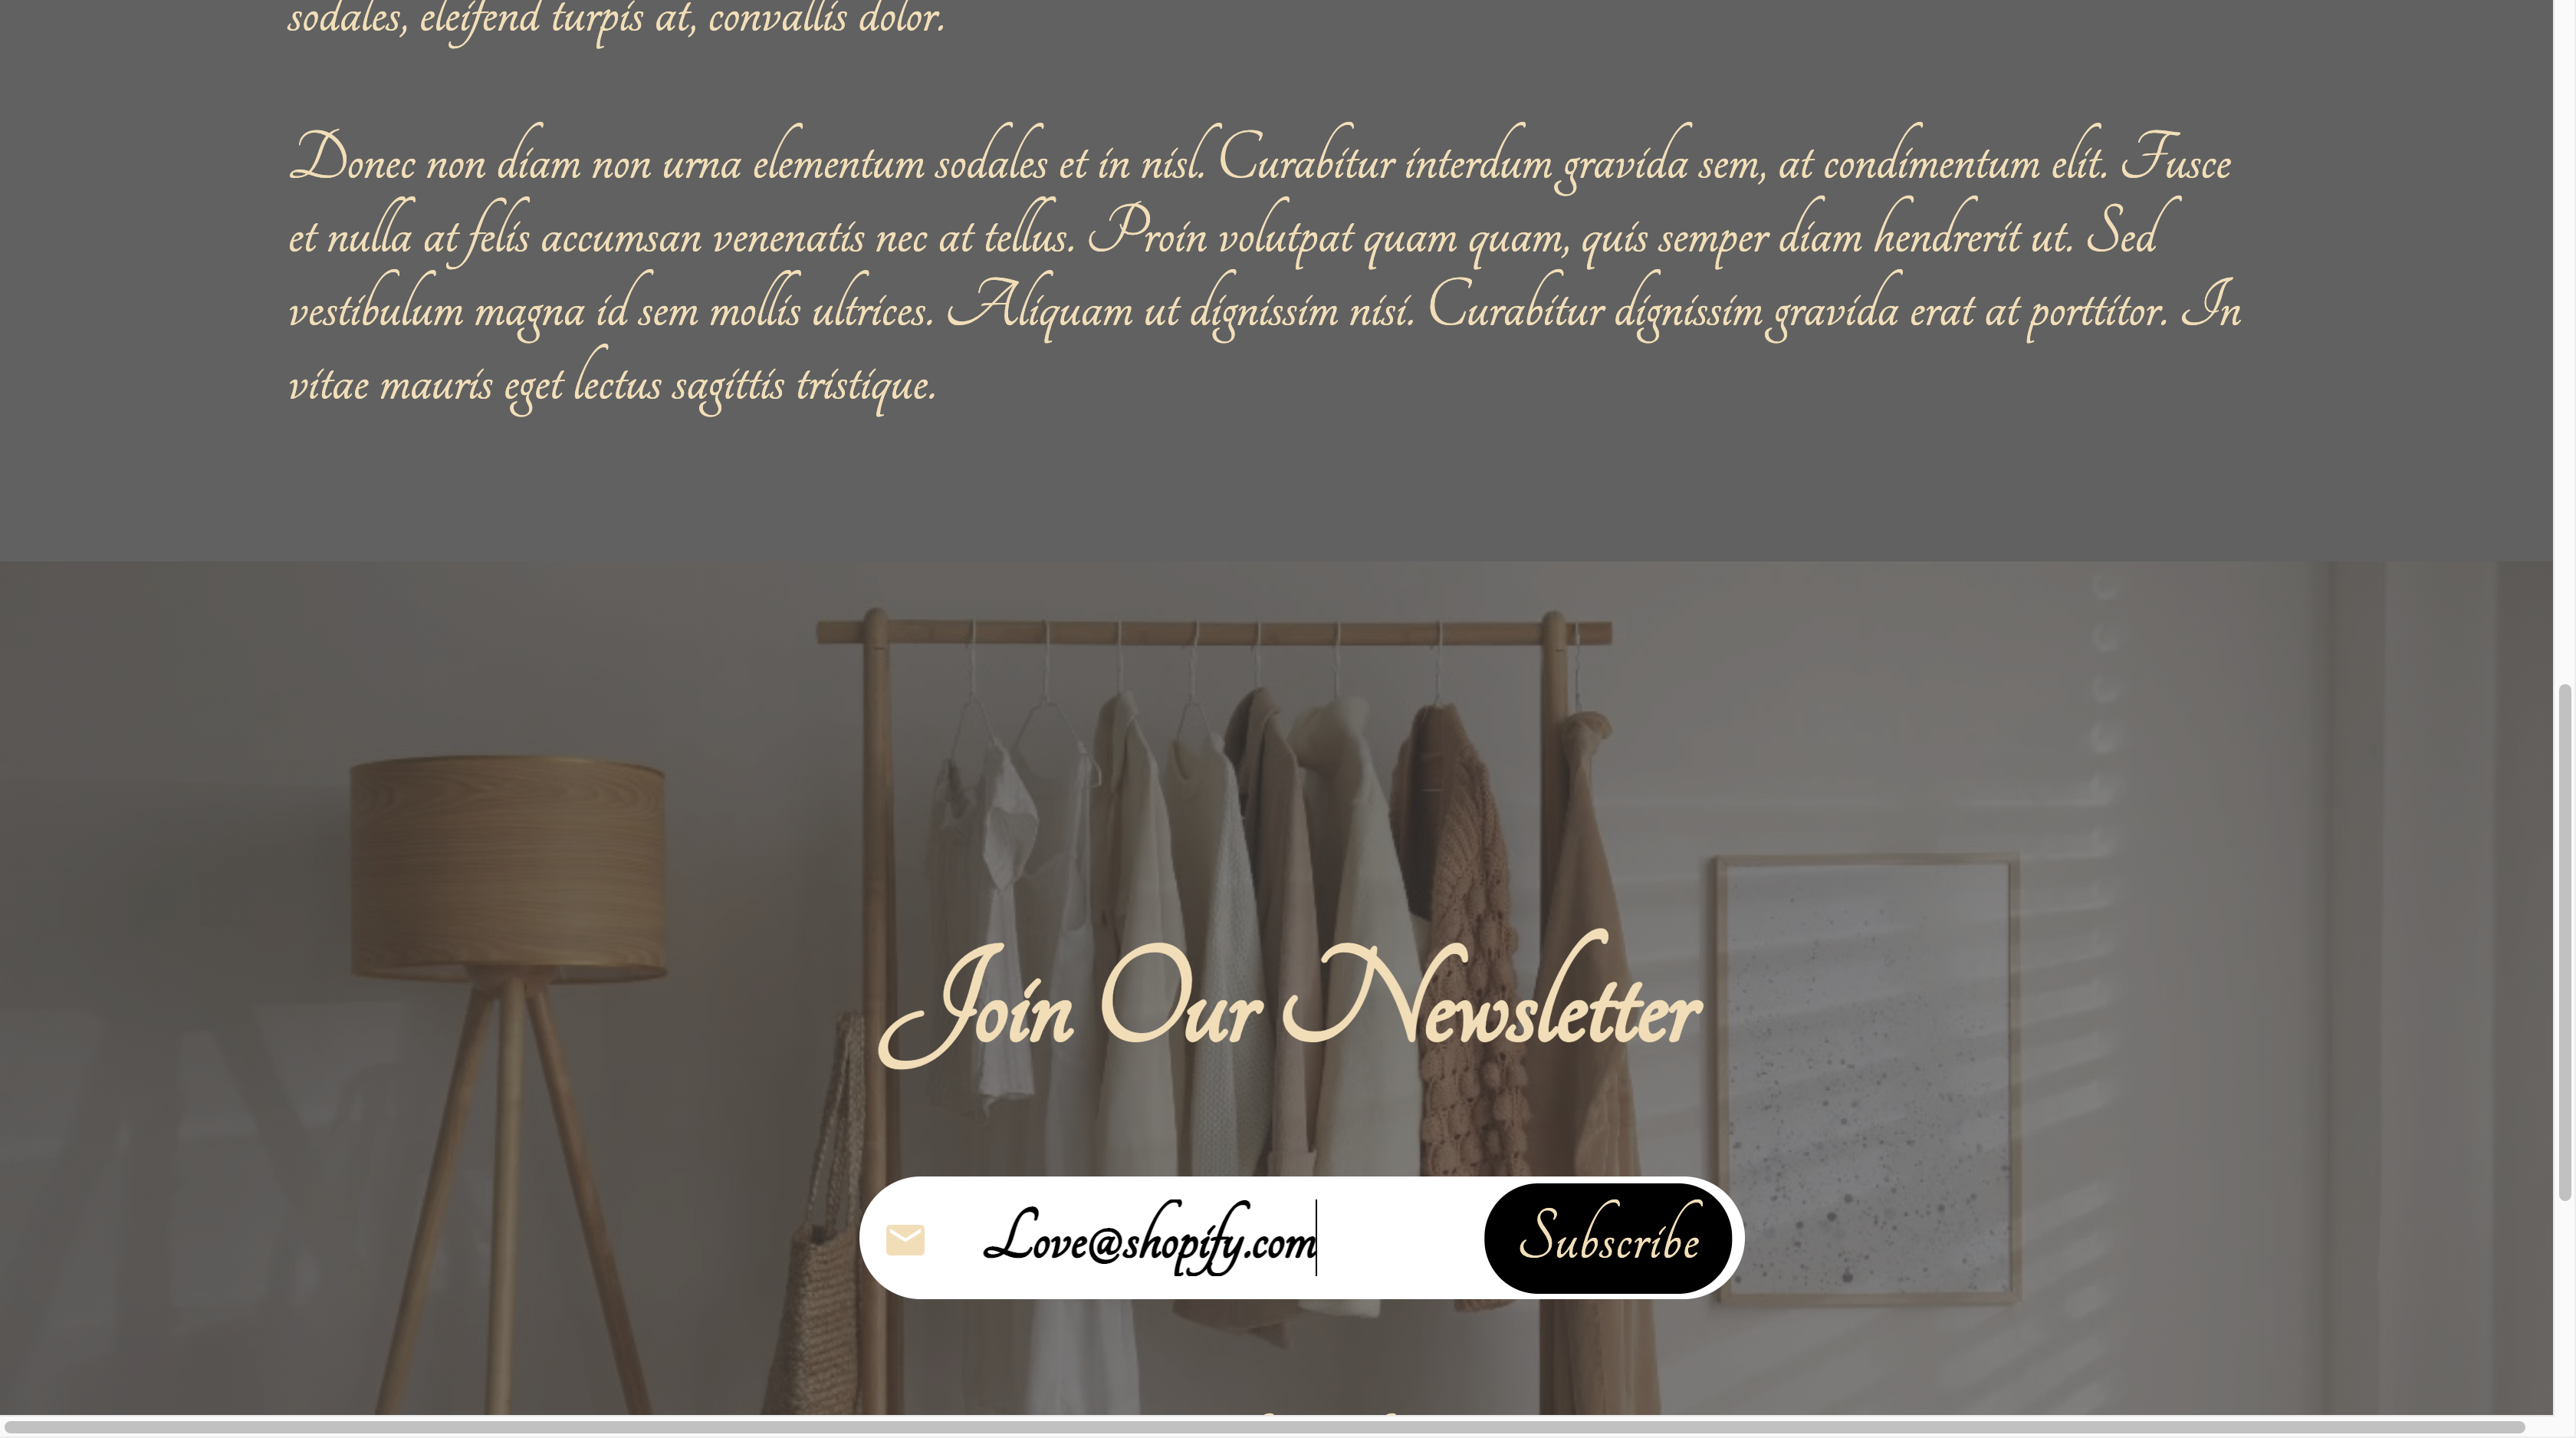 sodales, eleifend turpis at, convallis dolor.
Donec non diam non urna elementum sodales et in nisl. Curabitur interdum gravida sem, at condimentum elit. Fusce
et nulla at felis accumsan venenatis nec at tellus. Proin volutpat quam quam, quis semper diam hendrerit ut. Sed
vestibulum magna id sem mollis ultrices. Aliquam ut dignissim nisi. Curabitur dignissim gravida erat at porttitor. In
vitae mauris eget lectus sagittis tristique.
Join Our Newsletter
Love@shopify.com
Subscribe